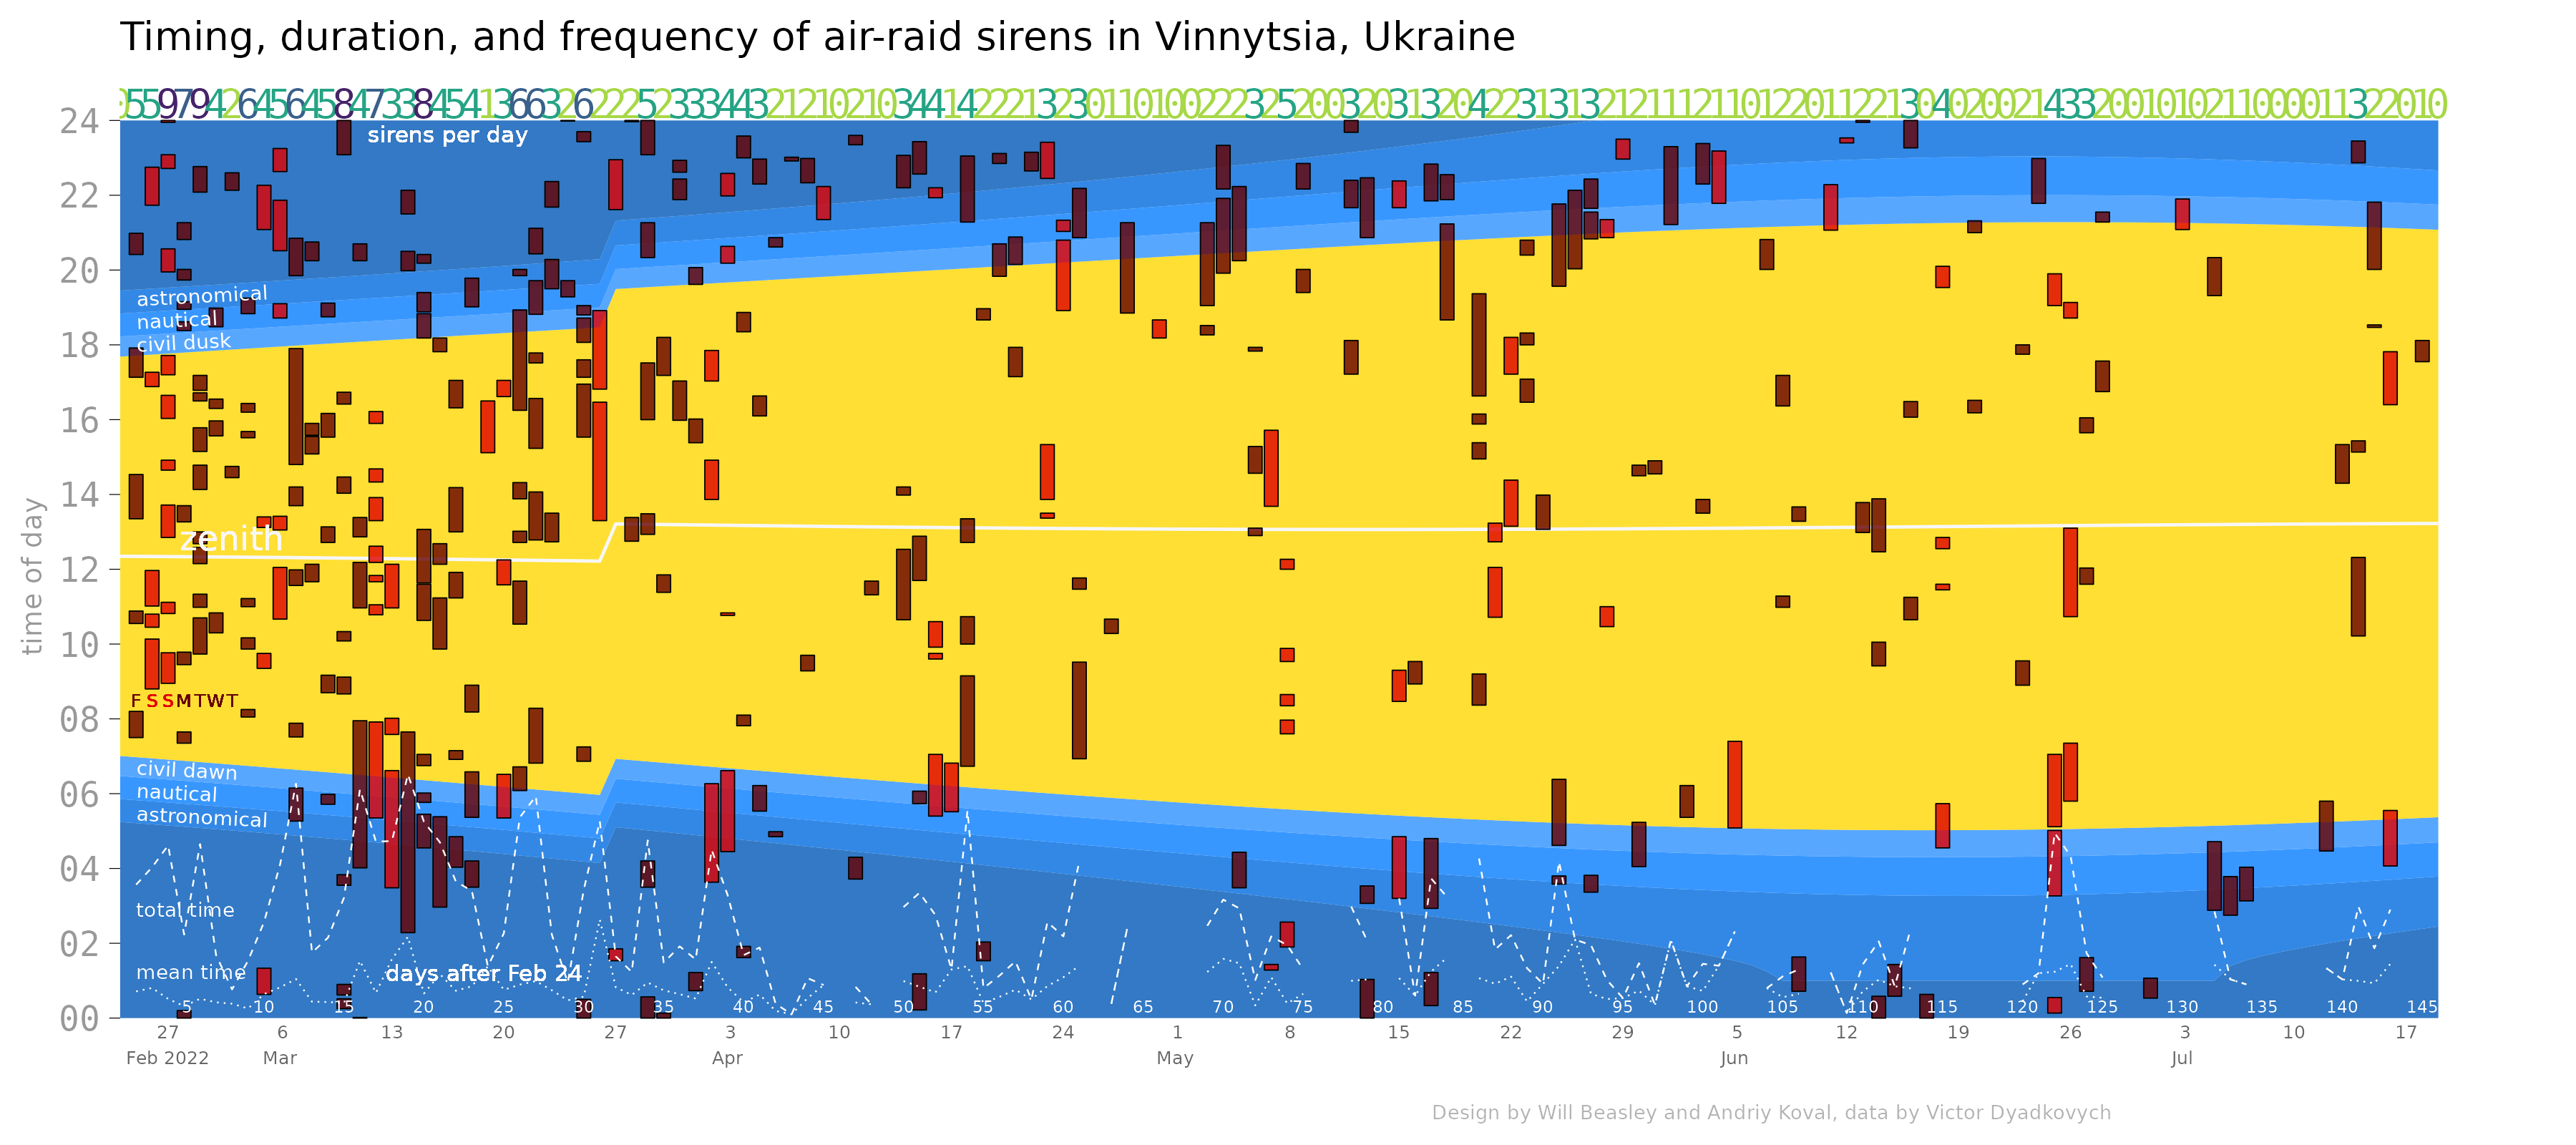 Timing, duration, and frequency of air-raid sirens in Vinnytsia, Ukraine
05597942645645847338454136632622252333443212102103441422213230110100222325200320313204223131321211121101220112213040200214332001010211000011322010
sirens per day
24
22
20
18
16
14
12
10
08
06
04
02
00
time of day
astronomical
nautical
civil dusk
zenith
F S S M T W T
civil dawn
nautical
astronomical
total time
mean time
days after Feb 24
5 10 15 20 25 30 35 40 45 50 55 60 65 70 75 80 85 90 95 100 105 110 115 120 125 130 135 140 145
27 6 13 20 27 3 10 17 24 1 8 15 22 29 5 12 19 26 3 10 17
Feb 2022 Mar Apr May Jun Jul
Design by Will Beasley and Andriy Koval, data by Victor Dyadkovych